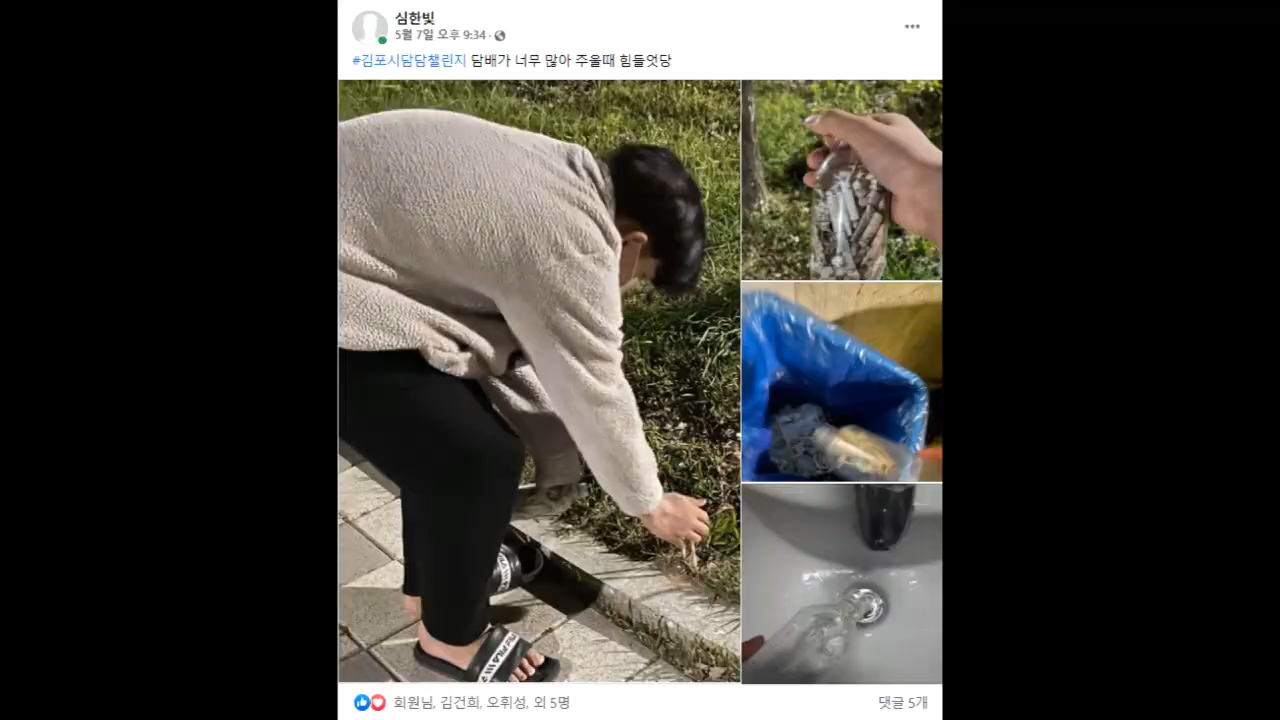 심한빛
5월 7일 오후 9:34 ·
#김포시담담챌린지 담배가 너무 많아 주울때 힘들엇당
FILA
회원님, 김건희, 오휘성, 외 5명
댓글 5개